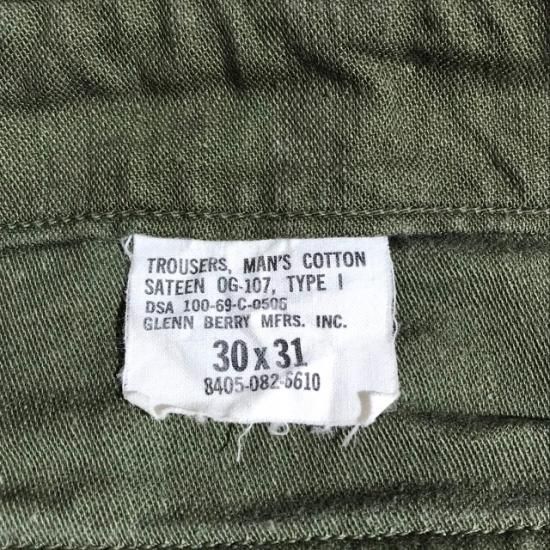 TROUSERS, MAN'S COTTON
SATEEN OG-107, TYPE I
DSA 100-69-C-0506
GLENN BERRY MFRS. INC.
30 x 31
8405-082-6610